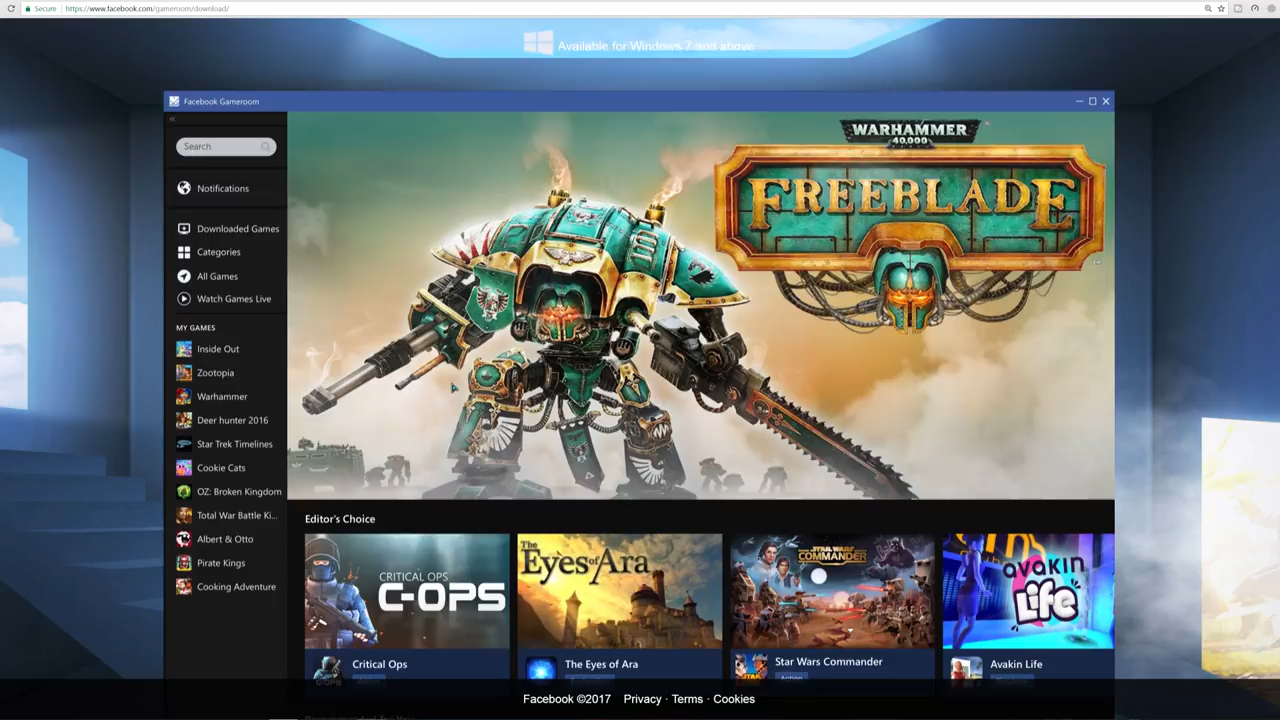 Secure
https://www.facebook.com/gameroom/download/
Available for Windows 7 and above
Facebook Gameroom
Search
Notifications
Downloaded Games
Categories
All Games
Watch Games Live
MY GAMES
Inside Out
Zootopia
Warhammer
Deer hunter 2016
Star Trek Timelines
Cookie Cats
OZ: Broken Kingdom
Total War Battle Ki...
Albert & Otto
Pirate Kings
Cooking Adventure
WARHAMMER
40,000
FREEBLADE
Editor's Choice
CRITICAL OPS
C-OPS
The
Eyes of Ara
STAR WARS
COMMANDER
avakin
Life
Critical Ops
The Eyes of Ara
Star Wars Commander
Avakin Life
Action
Facebook ©2017 Privacy · Terms · Cookies